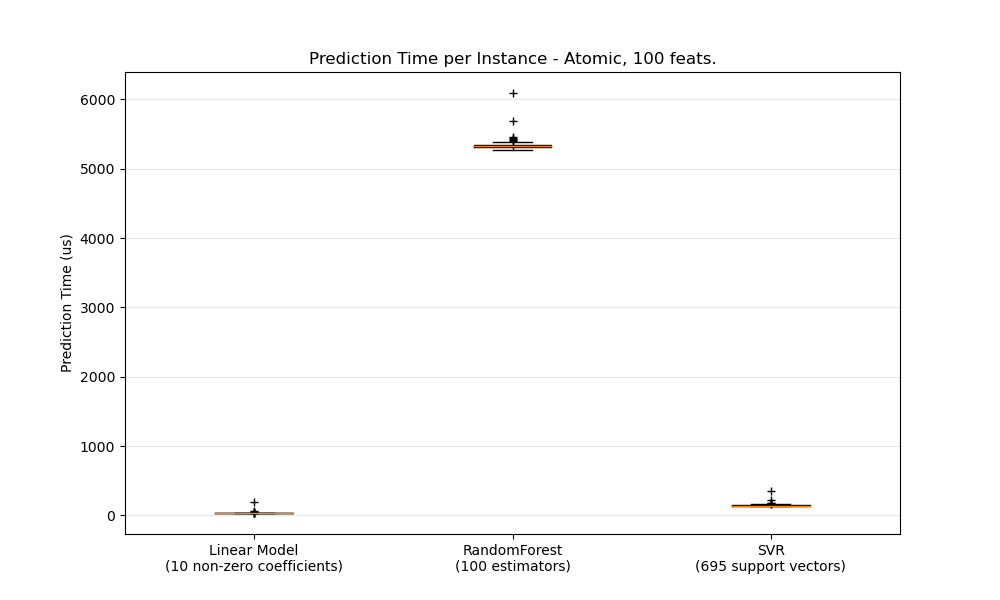 Prediction Time per Instance - Atomic, 100 feats.
Prediction Time (us)
6000
5000
4000
3000
2000
1000
0
Linear Model
(10 non-zero coefficients)
RandomForest
(100 estimators)
SVR
(695 support vectors)